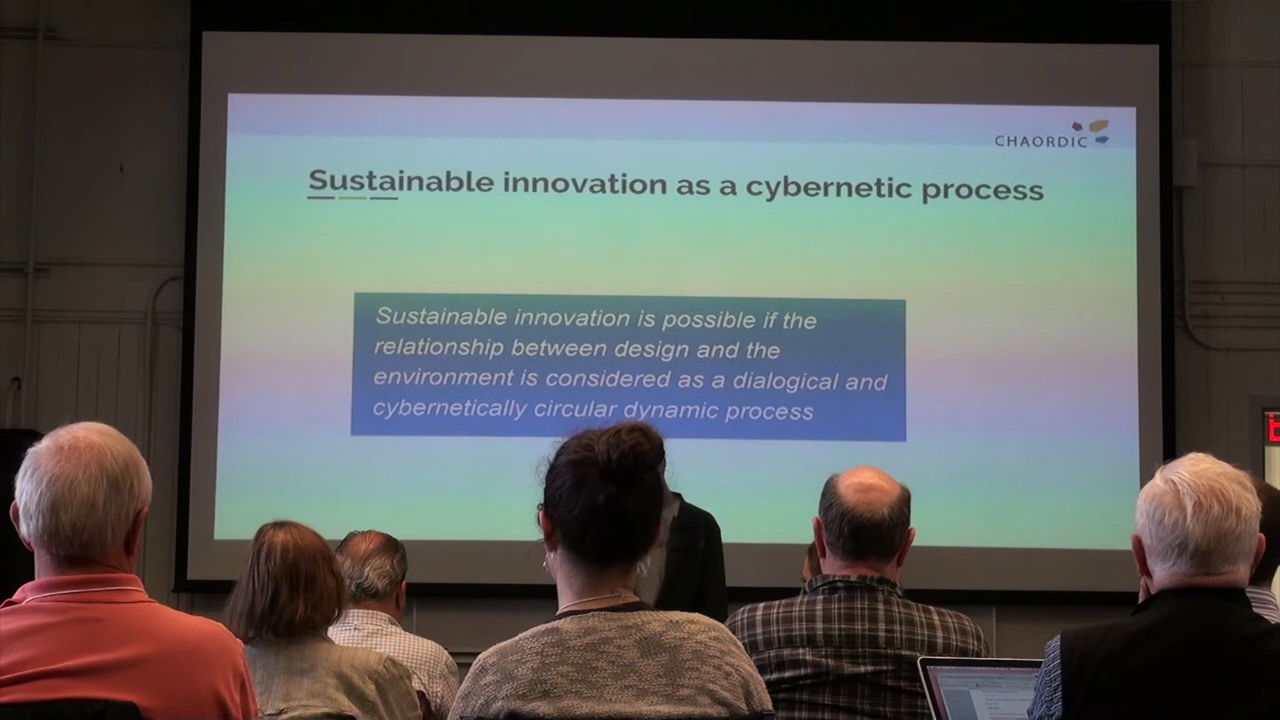 CHAORDIC
Sustainable innovation as a cybernetic process
Sustainable innovation is possible if the
relationship between design and the
environment is considered as a dialogical and
cybernetically circular dynamic process